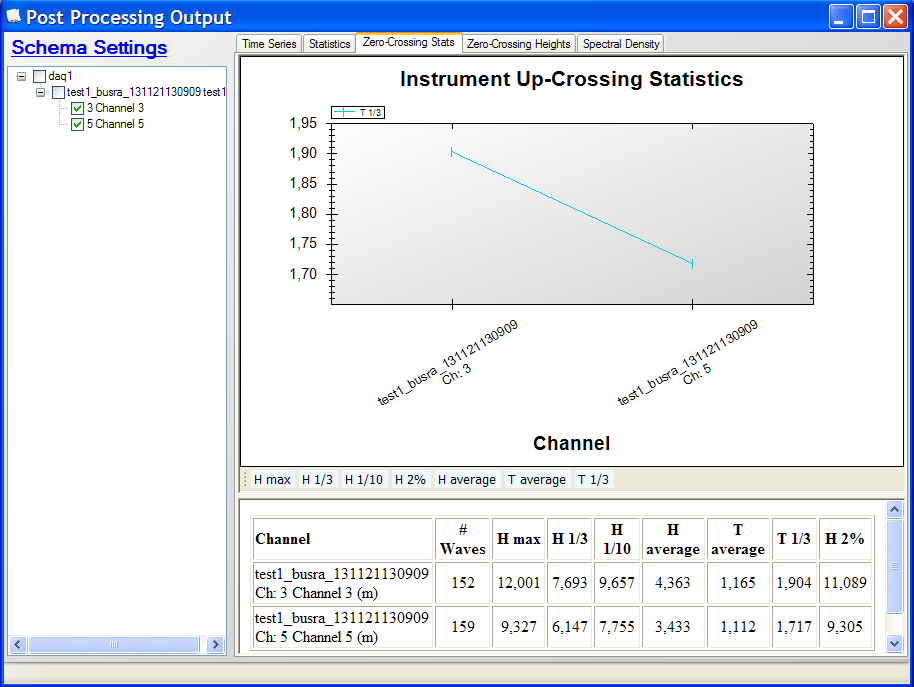 Post Processing Output
Schema Settings
daq1
test1_busra_131121130909 test1
3 Channel 3
5 Channel 5
Time Series Statistics Zero-Crossing Stats Zero-Crossing Heights Spectral Density
Instrument Up-Crossing Statistics
T 1/3
1,95
1,90
1,85
1,80
1,75
1,70
test1_busra_131121130909
Ch: 3
test1_busra_131121130909
Ch: 5
Channel
H max H 1/3 H 1/10 H 2% H average T average T 1/3
Channel # Waves H max H 1/3 H 1/10 H average T average T 1/3 H 2%
test1_busra_131121130909
Ch: 3 Channel 3 (m) 152 12,001 7,693 9,657 4,363 1,165 1,904 11,089
test1_busra_131121130909
Ch: 5 Channel 5 (m) 159 9,327 6,147 7,755 3,433 1,112 1,717 9,305